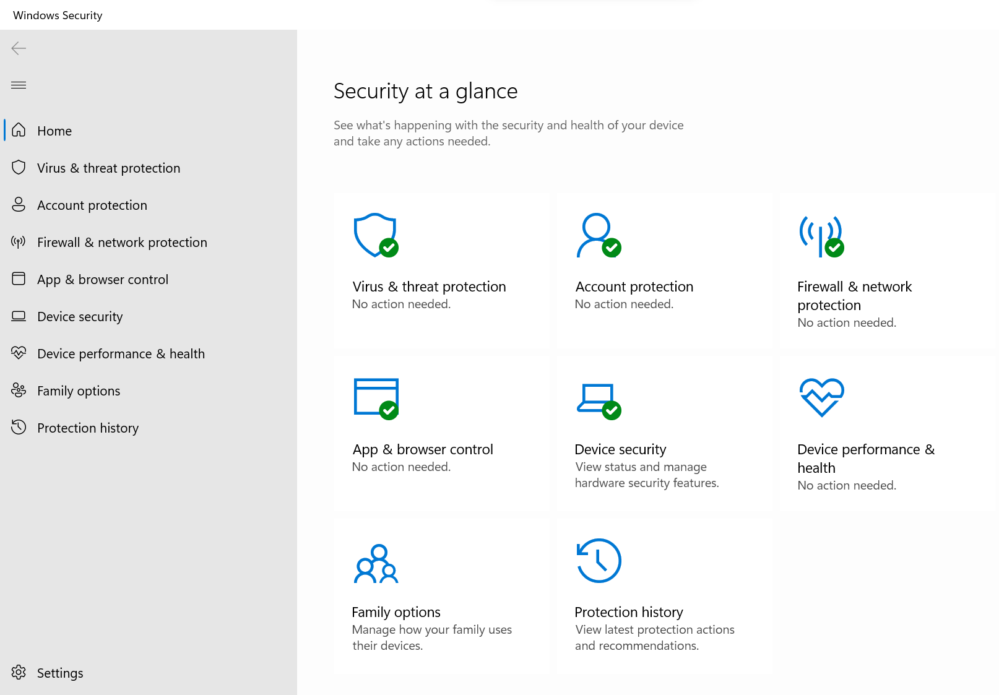 Windows Security
Home
Virus & threat protection
Account protection
Firewall & network protection
App & browser control
Device security
Device performance & health
Family options
Protection history
Settings
Security at a glance
See what's happening with the security and health of your device
and take any actions needed.
Virus & threat protection
No action needed.
Account protection
No action needed.
Firewall & network
protection
No action needed.
App & browser control
No action needed.
Device security
View status and manage
hardware security features.
Device performance &
health
No action needed.
Family options
Manage how your family uses
their devices.
Protection history
View latest protection actions
and recommendations.